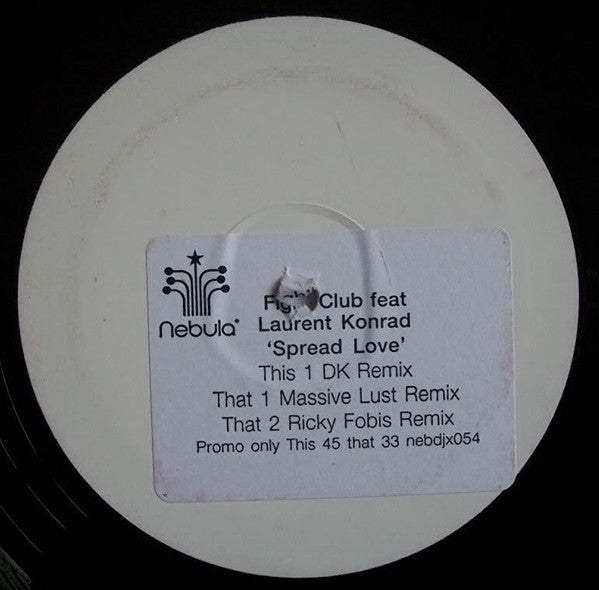 nebula®
Fight Club feat
Laurent Konrad
'Spread Love'
This 1 DK Remix
That 1 Massive Lust Remix
That 2 Ricky Fobis Remix
Promo only This 45 that 33 nebdjx054